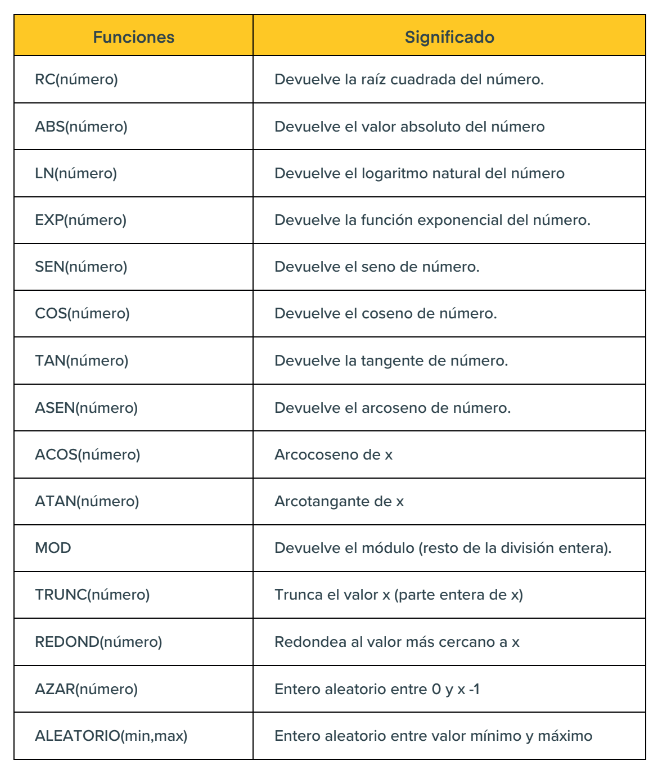 Funciones Significado
RC(número) Devuelve la raíz cuadrada del número.
ABS(número) Devuelve el valor absoluto del número
LN(número) Devuelve el logaritmo natural del número
EXP(número) Devuelve la función exponencial del número.
SEN(número) Devuelve el seno de número.
COS(número) Devuelve el coseno de número.
TAN(número) Devuelve la tangente de número.
ASEN(número) Devuelve el arcoseno de número.
ACOS(número) Arcocoseno de x
ATAN(número) Arcotangante de x
MOD Devuelve el módulo (resto de la división entera).
TRUNC(número) Trunca el valor x (parte entera de x)
REDOND(número) Redondea al valor más cercano a x
AZAR(número) Entero aleatorio entre 0 y x -1
ALEATORIO(min,max) Entero aleatorio entre valor mínimo y máximo